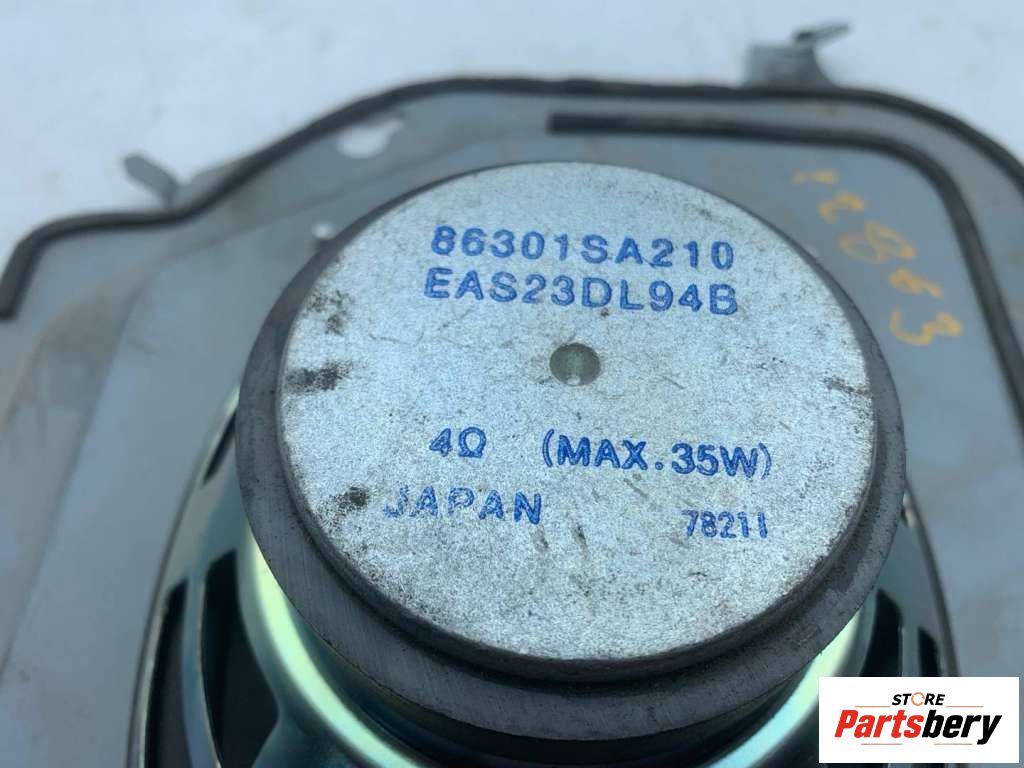 86301SA210
EAS23DL94B
4Ω (MAX.35W)
JAPAN 78211
STORE
Partsbery